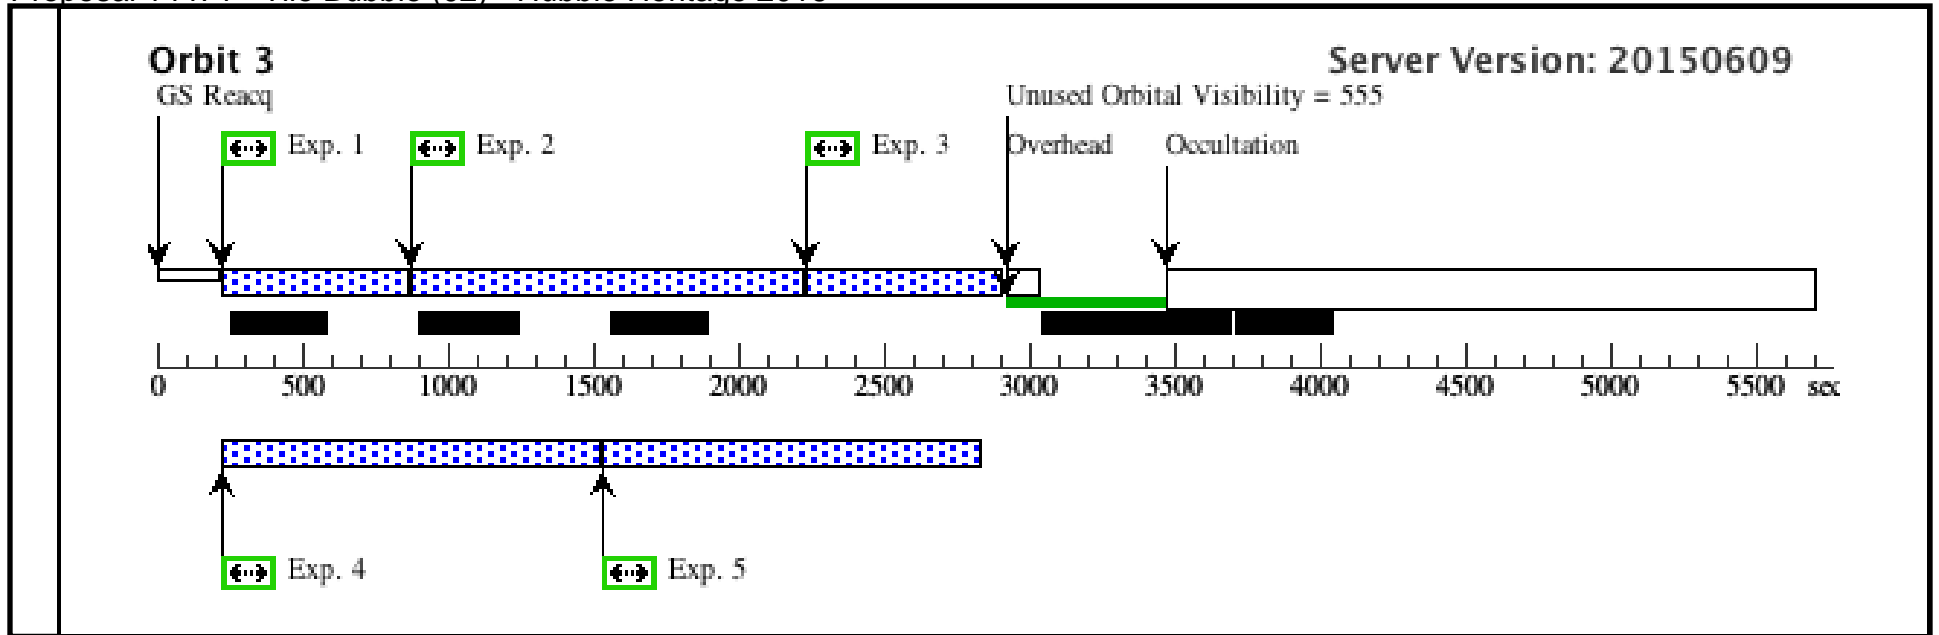 Orbit 3
Server Version: 20150609
GS Reacq
Unused Orbital Visibility = 555
Exp. 1
Exp. 2
Exp. 3
Overhead
Occultation
0 500 1000 1500 2000 2500 3000 3500 4000 4500 5000 5500 sec
Exp. 4
Exp. 5